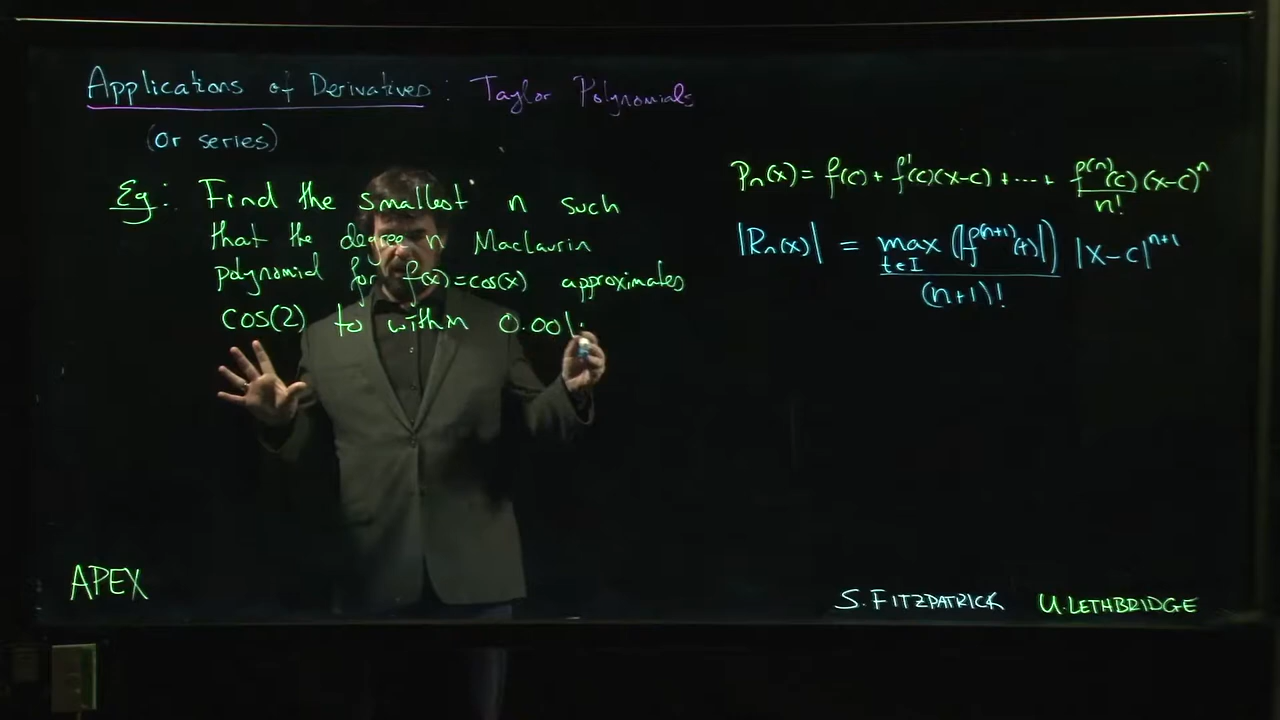 Applications of Derivatives: Taylor Polynomials
(or series)
Eg: Find the smallest n such
that the degree n Maclaurin
polynomial for f(x)=cos(x) approximates
cos(2) to within 0.001.
Pn(x) = f(c) + f'(c)(x-c) + ... + f^(n)(c)/n! (x-c)^n
|Rn(x)| = max t∈I (|f^(n+1)(t)|)/(n+1)! |x-c|^n+1
APEX
S. FITZPATRICK U. LETHBRIDGE